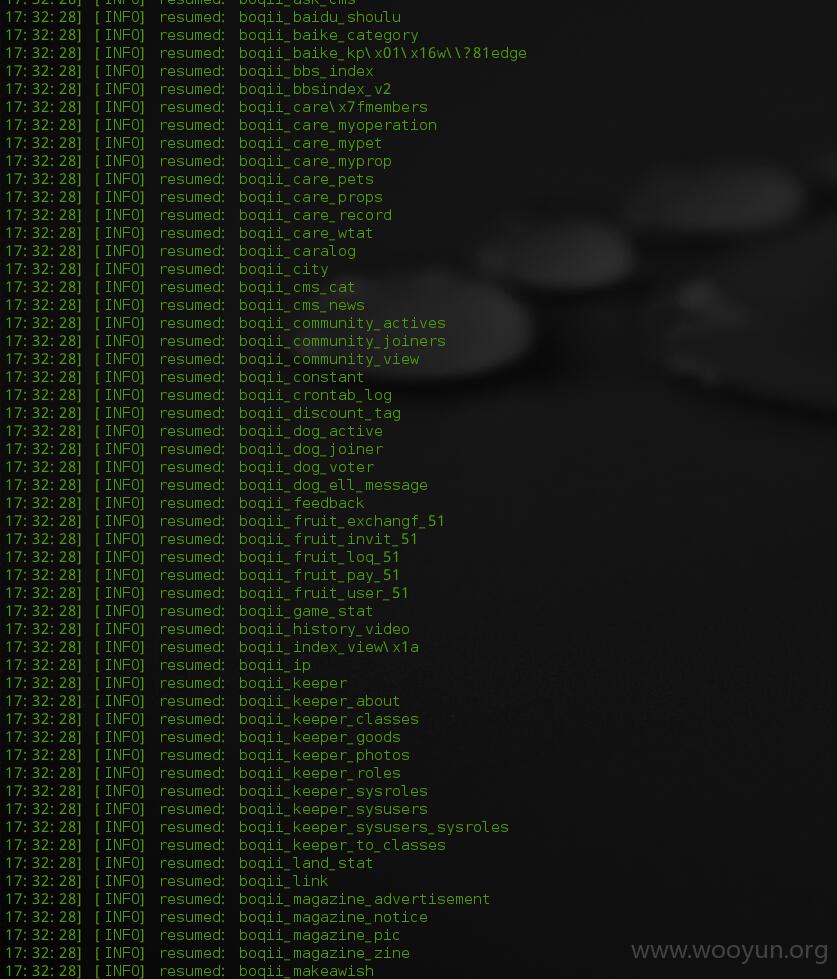 17:32:28] [INFO] resumed: boqii_ask_cms
17:32:28] [INFO] resumed: boqii_baidu_shoulu
17:32:28] [INFO] resumed: boqii_baike_category
17:32:28] [INFO] resumed: boqii_baike_kp\x01\x16w\\?81edge
17:32:28] [INFO] resumed: boqii_bbs_index
17:32:28] [INFO] resumed: boqii_bbsindex_v2
17:32:28] [INFO] resumed: boqii_care\x7fmembers
17:32:28] [INFO] resumed: boqii_care_myoperation
17:32:28] [INFO] resumed: boqii_care_mypet
17:32:28] [INFO] resumed: boqii_care_myprop
17:32:28] [INFO] resumed: boqii_care_pets
17:32:28] [INFO] resumed: boqii_care_props
17:32:28] [INFO] resumed: boqii_care_record
17:32:28] [INFO] resumed: boqii_care_wtat
17:32:28] [INFO] resumed: boqii_caralog
17:32:28] [INFO] resumed: boqii_city
17:32:28] [INFO] resumed: boqii_cms_cat
17:32:28] [INFO] resumed: boqii_cms_news
17:32:28] [INFO] resumed: boqii_community_actives
17:32:28] [INFO] resumed: boqii_community_joiners
17:32:28] [INFO] resumed: boqii_community_view
17:32:28] [INFO] resumed: boqii_constant
17:32:28] [INFO] resumed: boqii_crontab_log
17:32:28] [INFO] resumed: boqii_discount_tag
17:32:28] [INFO] resumed: boqii_dog_active
17:32:28] [INFO] resumed: boqii_dog_joiner
17:32:28] [INFO] resumed: boqii_dog_voter
17:32:28] [INFO] resumed: boqii_dog_ell_message
17:32:28] [INFO] resumed: boqii_feedback
17:32:28] [INFO] resumed: boqii_fruit_exchangf_51
17:32:28] [INFO] resumed: boqii_fruit_invit_51
17:32:28] [INFO] resumed: boqii_fruit_loq_51
17:32:28] [INFO] resumed: boqii_fruit_pay_51
17:32:28] [INFO] resumed: boqii_fruit_user_51
17:32:28] [INFO] resumed: boqii_game_stat
17:32:28] [INFO] resumed: boqii_history_video
17:32:28] [INFO] resumed: boqii_index_view\x1a
17:32:28] [INFO] resumed: boqii_ip
17:32:28] [INFO] resumed: boqii_keeper
17:32:28] [INFO] resumed: boqii_keeper_about
17:32:28] [INFO] resumed: boqii_keeper_classes
17:32:28] [INFO] resumed: boqii_keeper_goods
17:32:28] [INFO] resumed: boqii_keeper_photos
17:32:28] [INFO] resumed: boqii_keeper_roles
17:32:28] [INFO] resumed: boqii_keeper_sysroles
17:32:28] [INFO] resumed: boqii_keeper_sysusers
17:32:28] [INFO] resumed: boqii_keeper_sysusers_sysroles
17:32:28] [INFO] resumed: boqii_keeper_to_classes
17:32:28] [INFO] resumed: boqii_land_stat
17:32:28] [INFO] resumed: boqii_link
17:32:28] [INFO] resumed: boqii_magazine_advertisement
17:32:28] [INFO] resumed: boqii_magazine_notice
17:32:28] [INFO] resumed: boqii_magazine_pic
17:32:28] [INFO] resumed: boqii_magazine_zine
17:32:28] [INFO] resumed: boqii_makeawish
www.wooyun.org